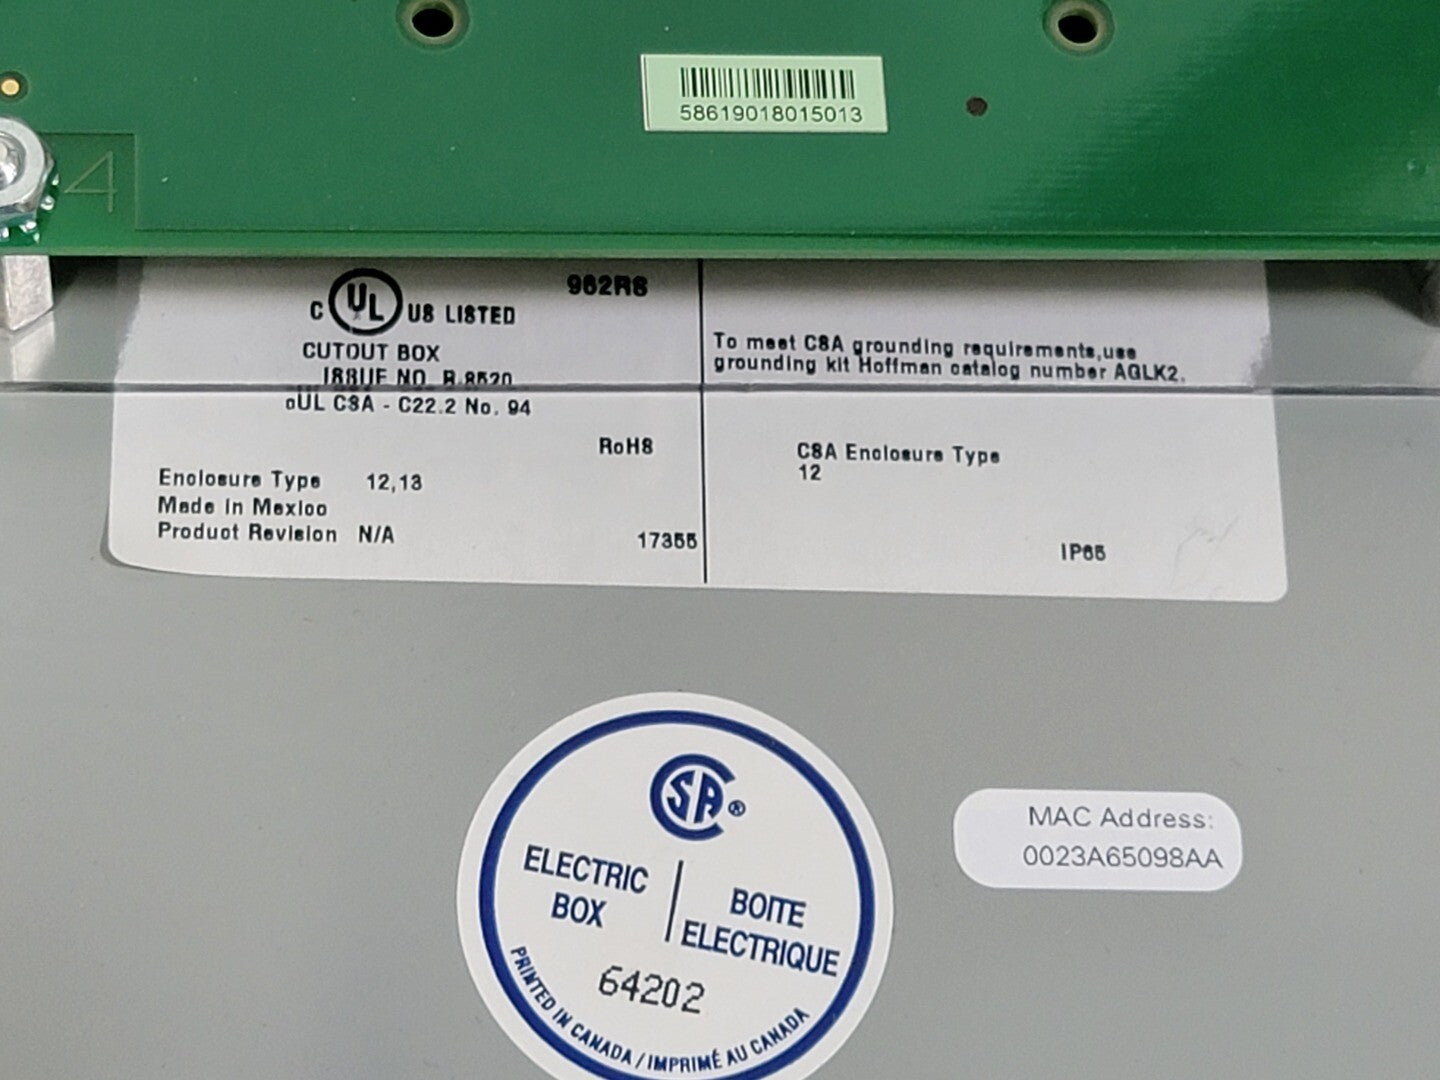 58619018015013
4
C UL US LISTED
962R8
CUTOUT BOX
ISSUE NO. R-8520
cUL CSA - C22.2 No. 94
RoHS
Enclosure Type 12,13
Made in Mexico
Product Revision N/A
17355
To meet CSA grounding requirements,use
grounding kit Hoffman catalog number AGLK2.
CSA Enclosure Type
12
IP65
CSA ®
ELECTRIC
BOX
BOITE
ELECTRIQUE
64202
PRINTED IN CANADA / IMPRIMÉ AU CANADA
MAC Address:
0023A65098AA